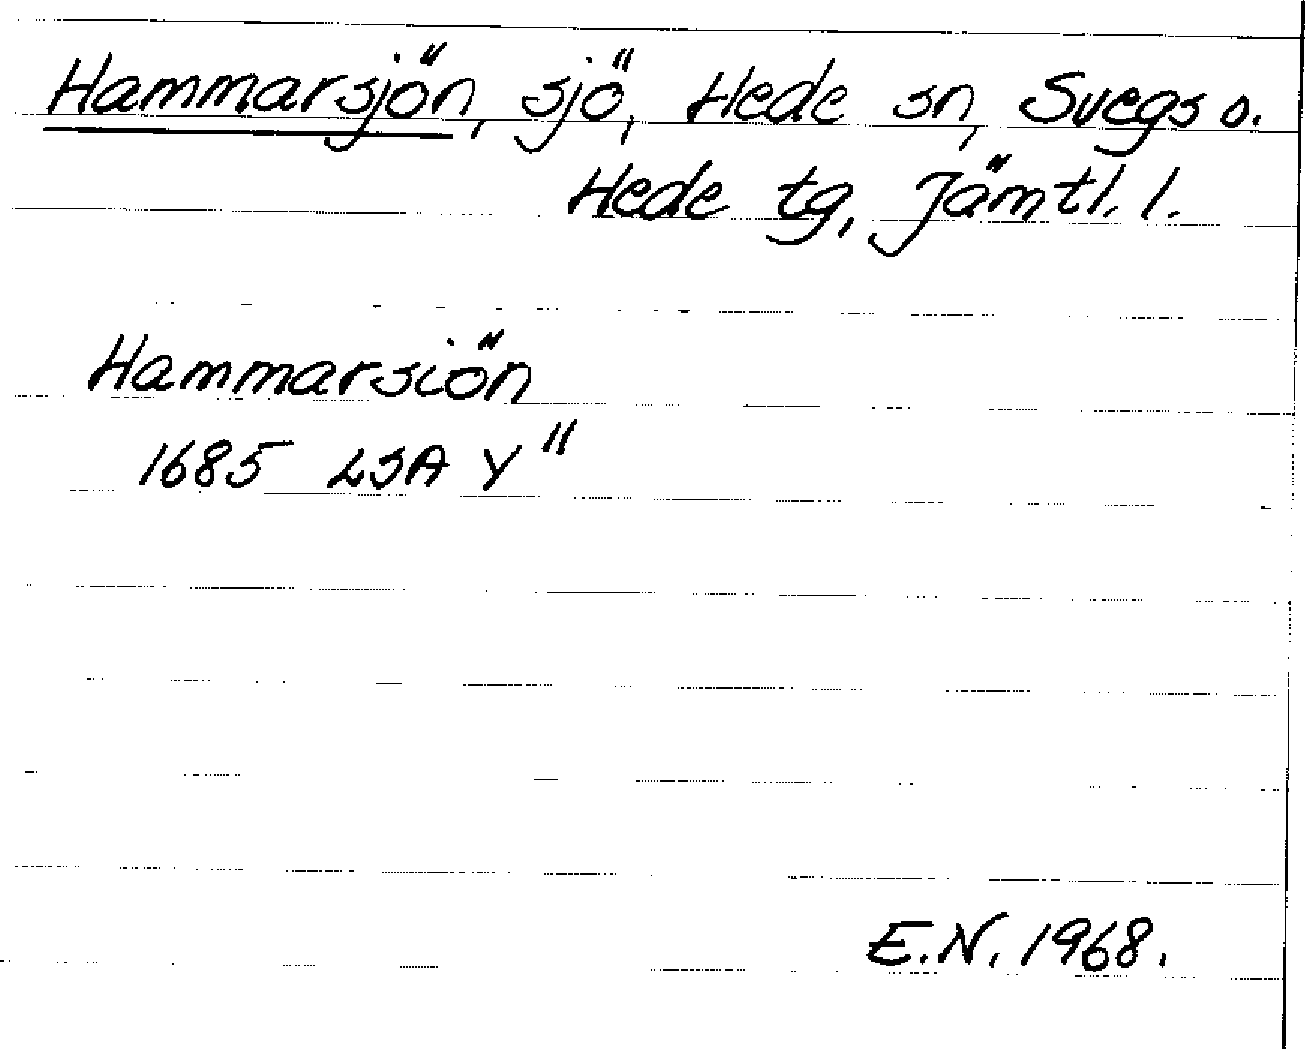 Hammarsjön, sjö, Hede sn, Svegs o.
Hede tg, Jämtl. l.
Hammarsiön
1685 LSA Y"
E.N. 1968.